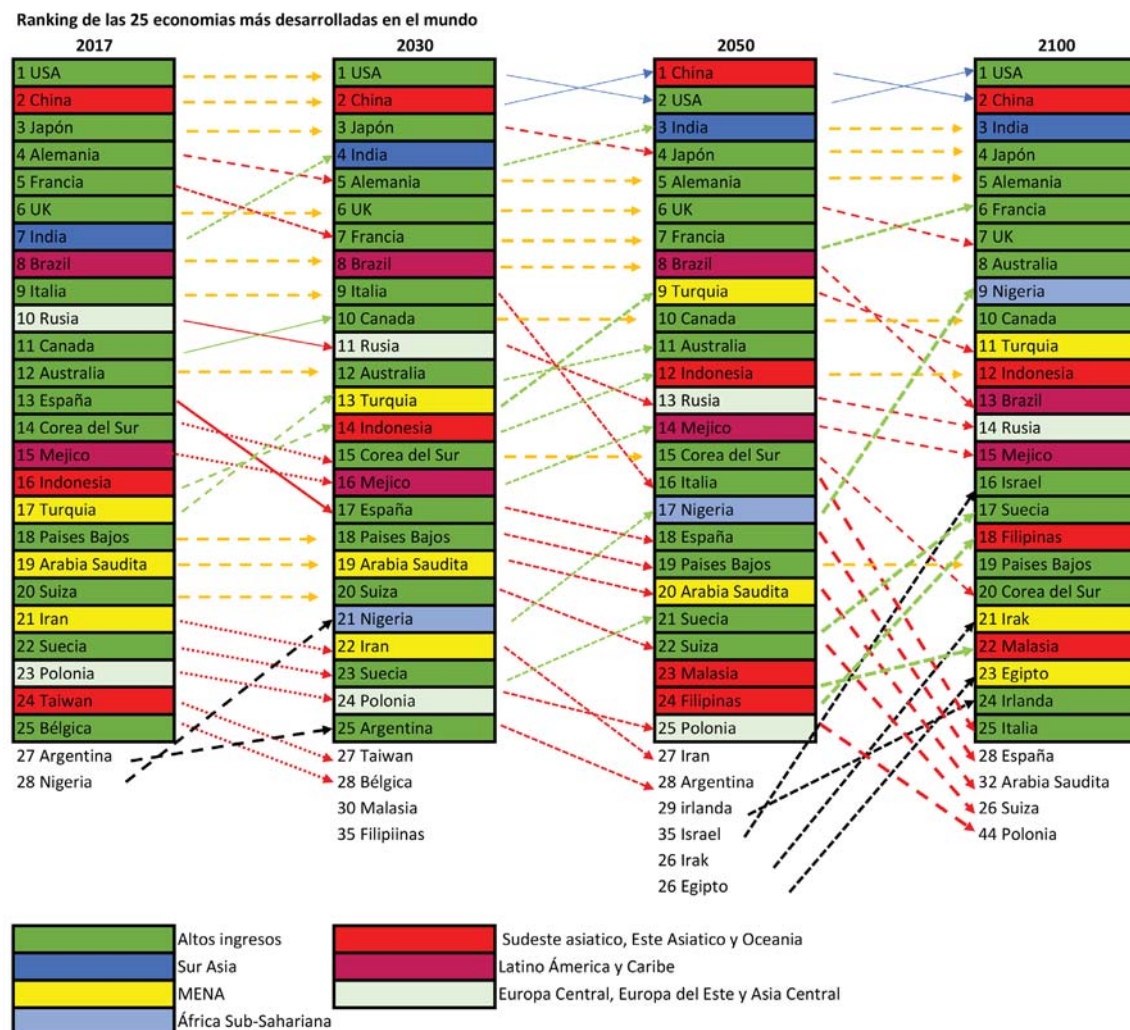 Ranking de las 25 economias más desarrolladas en el mundo
2017
1 USA
2 China
3 Japón
4 Alemania
5 Francia
6 UK
7 India
8 Brazil
9 Italia
10 Rusia
11 Canada
12 Australia
13 España
14 Corea del Sur
15 Mejico
16 Indonesia
17 Turquia
18 Paises Bajos
19 Arabia Saudita
20 Suiza
21 Iran
22 Suecia
23 Polonia
24 Taiwan
25 Bélgica
27 Argentina
28 Nigeria
2030
1 USA
2 China
3 Japón
4 India
5 Alemania
6 UK
7 Francia
8 Brazil
9 Italia
10 Canada
11 Rusia
12 Australia
13 Turquia
14 Indonesia
15 Corea del Sur
16 Mejico
17 España
18 Paises Bajos
19 Arabia Saudita
20 Suiza
21 Nigeria
22 Iran
23 Suecia
24 Polonia
25 Argentina
27 Taiwan
28 Bélgica
30 Malasia
35 Filipiinas
2050
1 China
2 USA
3 India
4 Japón
5 Alemania
6 UK
7 Francia
8 Brazil
9 Turquia
10 Canada
11 Australia
12 Indonesia
13 Rusia
14 Mejico
15 Corea del Sur
16 Italia
17 Nigeria
18 España
19 Paises Bajos
20 Arabia Saudita
21 Suecia
22 Suiza
23 Malasia
24 Filipinas
25 Polonia
27 Iran
28 Argentina
29 irlanda
35 Israel
26 Irak
26 Egipto
2100
1 USA
2 China
3 India
4 Japón
5 Alemania
6 Francia
7 UK
8 Australia
9 Nigeria
10 Canada
11 Turquia
12 Indonesia
13 Brazil
14 Rusia
15 Mejico
16 Israel
17 Suecia
18 Filipinas
19 Paises Bajos
20 Corea del Sur
21 Irak
22 Malasia
23 Egipto
24 Irlanda
25 Italia
28 España
32 Arabia Saudita
26 Suiza
44 Polonia
Altos ingresos
Sur Asia
MENA
África Sub-Sahariana
Sudeste asiatico, Este Asiatico y Oceania
Latino Ámerica y Caribe
Europa Central, Europa del Este y Asia Central